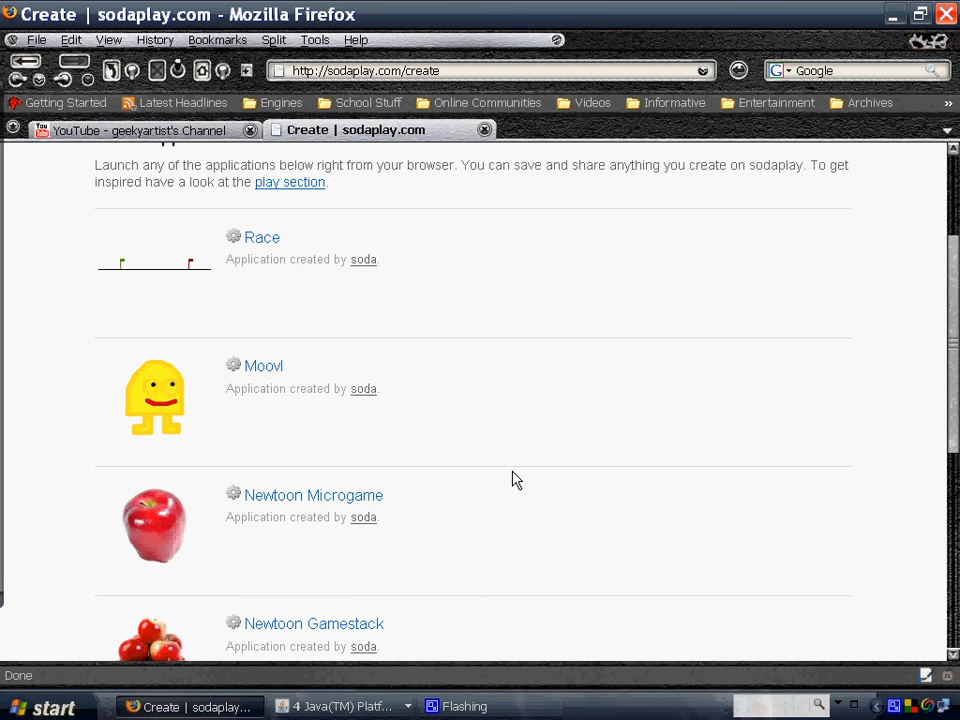 Create | sodaplay.com - Mozilla Firefox
File Edit View History Bookmarks Split Tools Help
http://sodaplay.com/create
G Google
Getting Started Latest Headlines Engines School Stuff Online Communities Videos Informative Entertainment Archives »
YouTube - geekyartist's Channel
Create | sodaplay.com
Launch any of the applications below right from your browser. You can save and share anything you create on sodaplay. To get
inspired have a look at the play section.
Race
Application created by soda.
Moovl
Application created by soda.
Newtoon Microgame
Application created by soda.
Newtoon Gamestack
Application created by soda.
Done
start
Create | sodaplay...
4 Java(TM) Platf...
Flashing